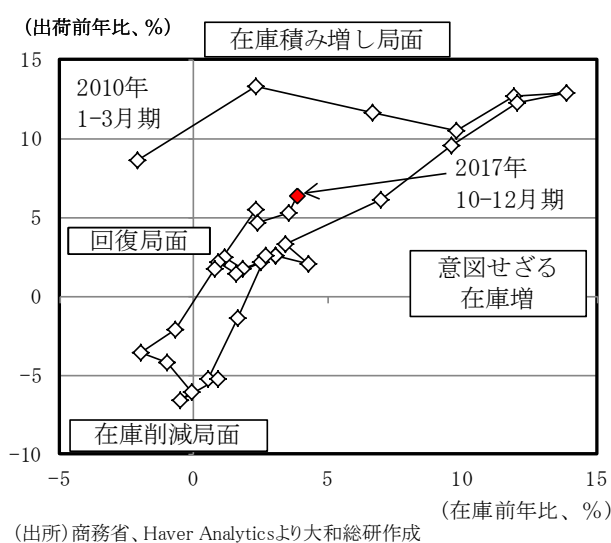 (出荷前年比、%)
在庫積み増し局面
15
2010年
1-3月期
10
2017年
10-12月期
5
回復局面
意図せざる
在庫増
0
-5
在庫削減局面
-10
-5
0
5
10
15
(在庫前年比、%)
(出所)商務省、Haver Analyticsより大和総研作成